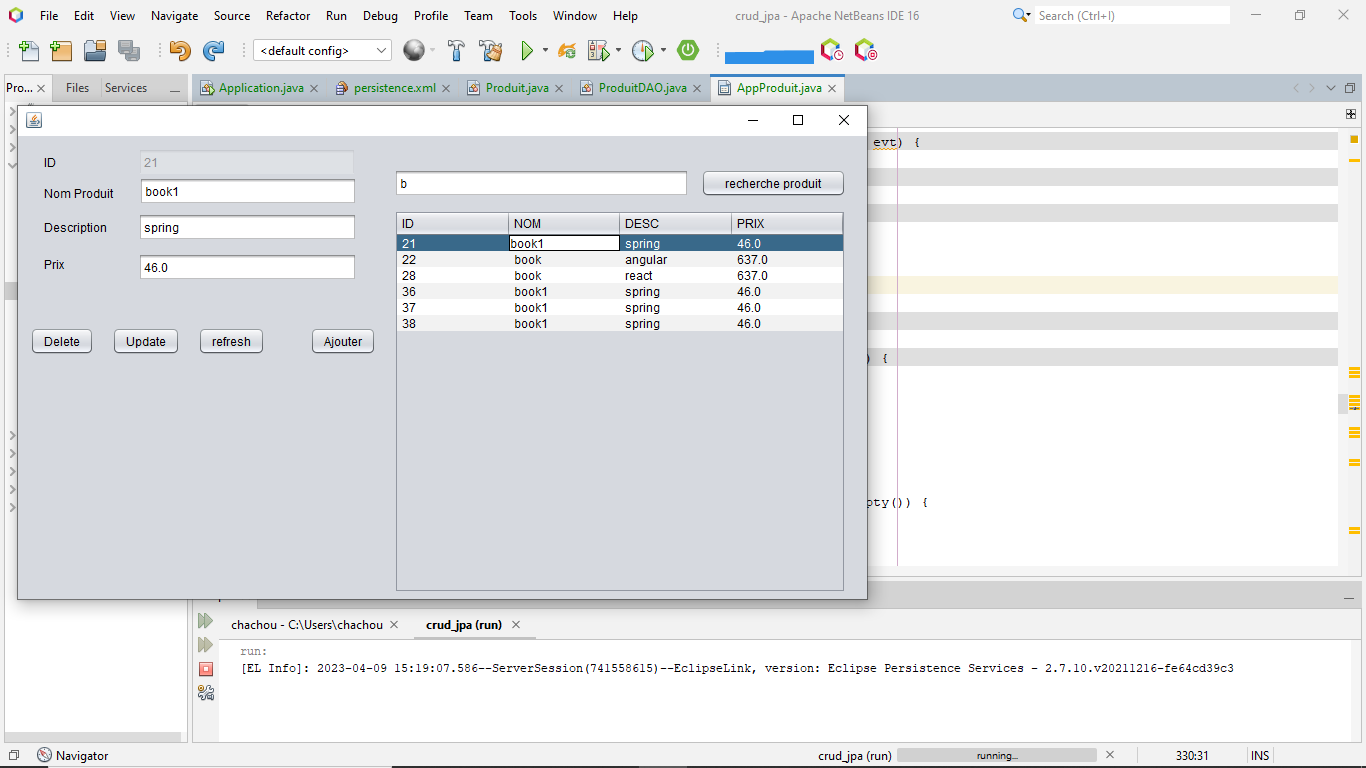 File Edit View Navigate Source Refactor Run Debug Profile Team Tools Window Help crud_jpa - Apache NetBeans IDE 16 Search (Ctrl+I)
<default config>
Pro... Files Services Application.java persistence.xml Produit.java ProduitDAO.java AppProduit.java
evt) {
ID 21
Nom Produit book1
Description spring
Prix 46.0
Delete Update refresh Ajouter
b recherche produit
ID NOM DESC PRIX
21 book1 spring 46.0
22 book angular 637.0
28 book react 637.0
36 book1 spring 46.0
37 book1 spring 46.0
38 book1 spring 46.0
) {
pty()) {
chachou - C:\Users\chachou crud_jpa (run)
run:
[EL Info]: 2023-04-09 15:19:07.586--ServerSession(741558615)--EclipseLink, version: Eclipse Persistence Services - 2.7.10.v20211216-fe64cd39c3
Navigator crud_jpa (run) running... 330:31 INS